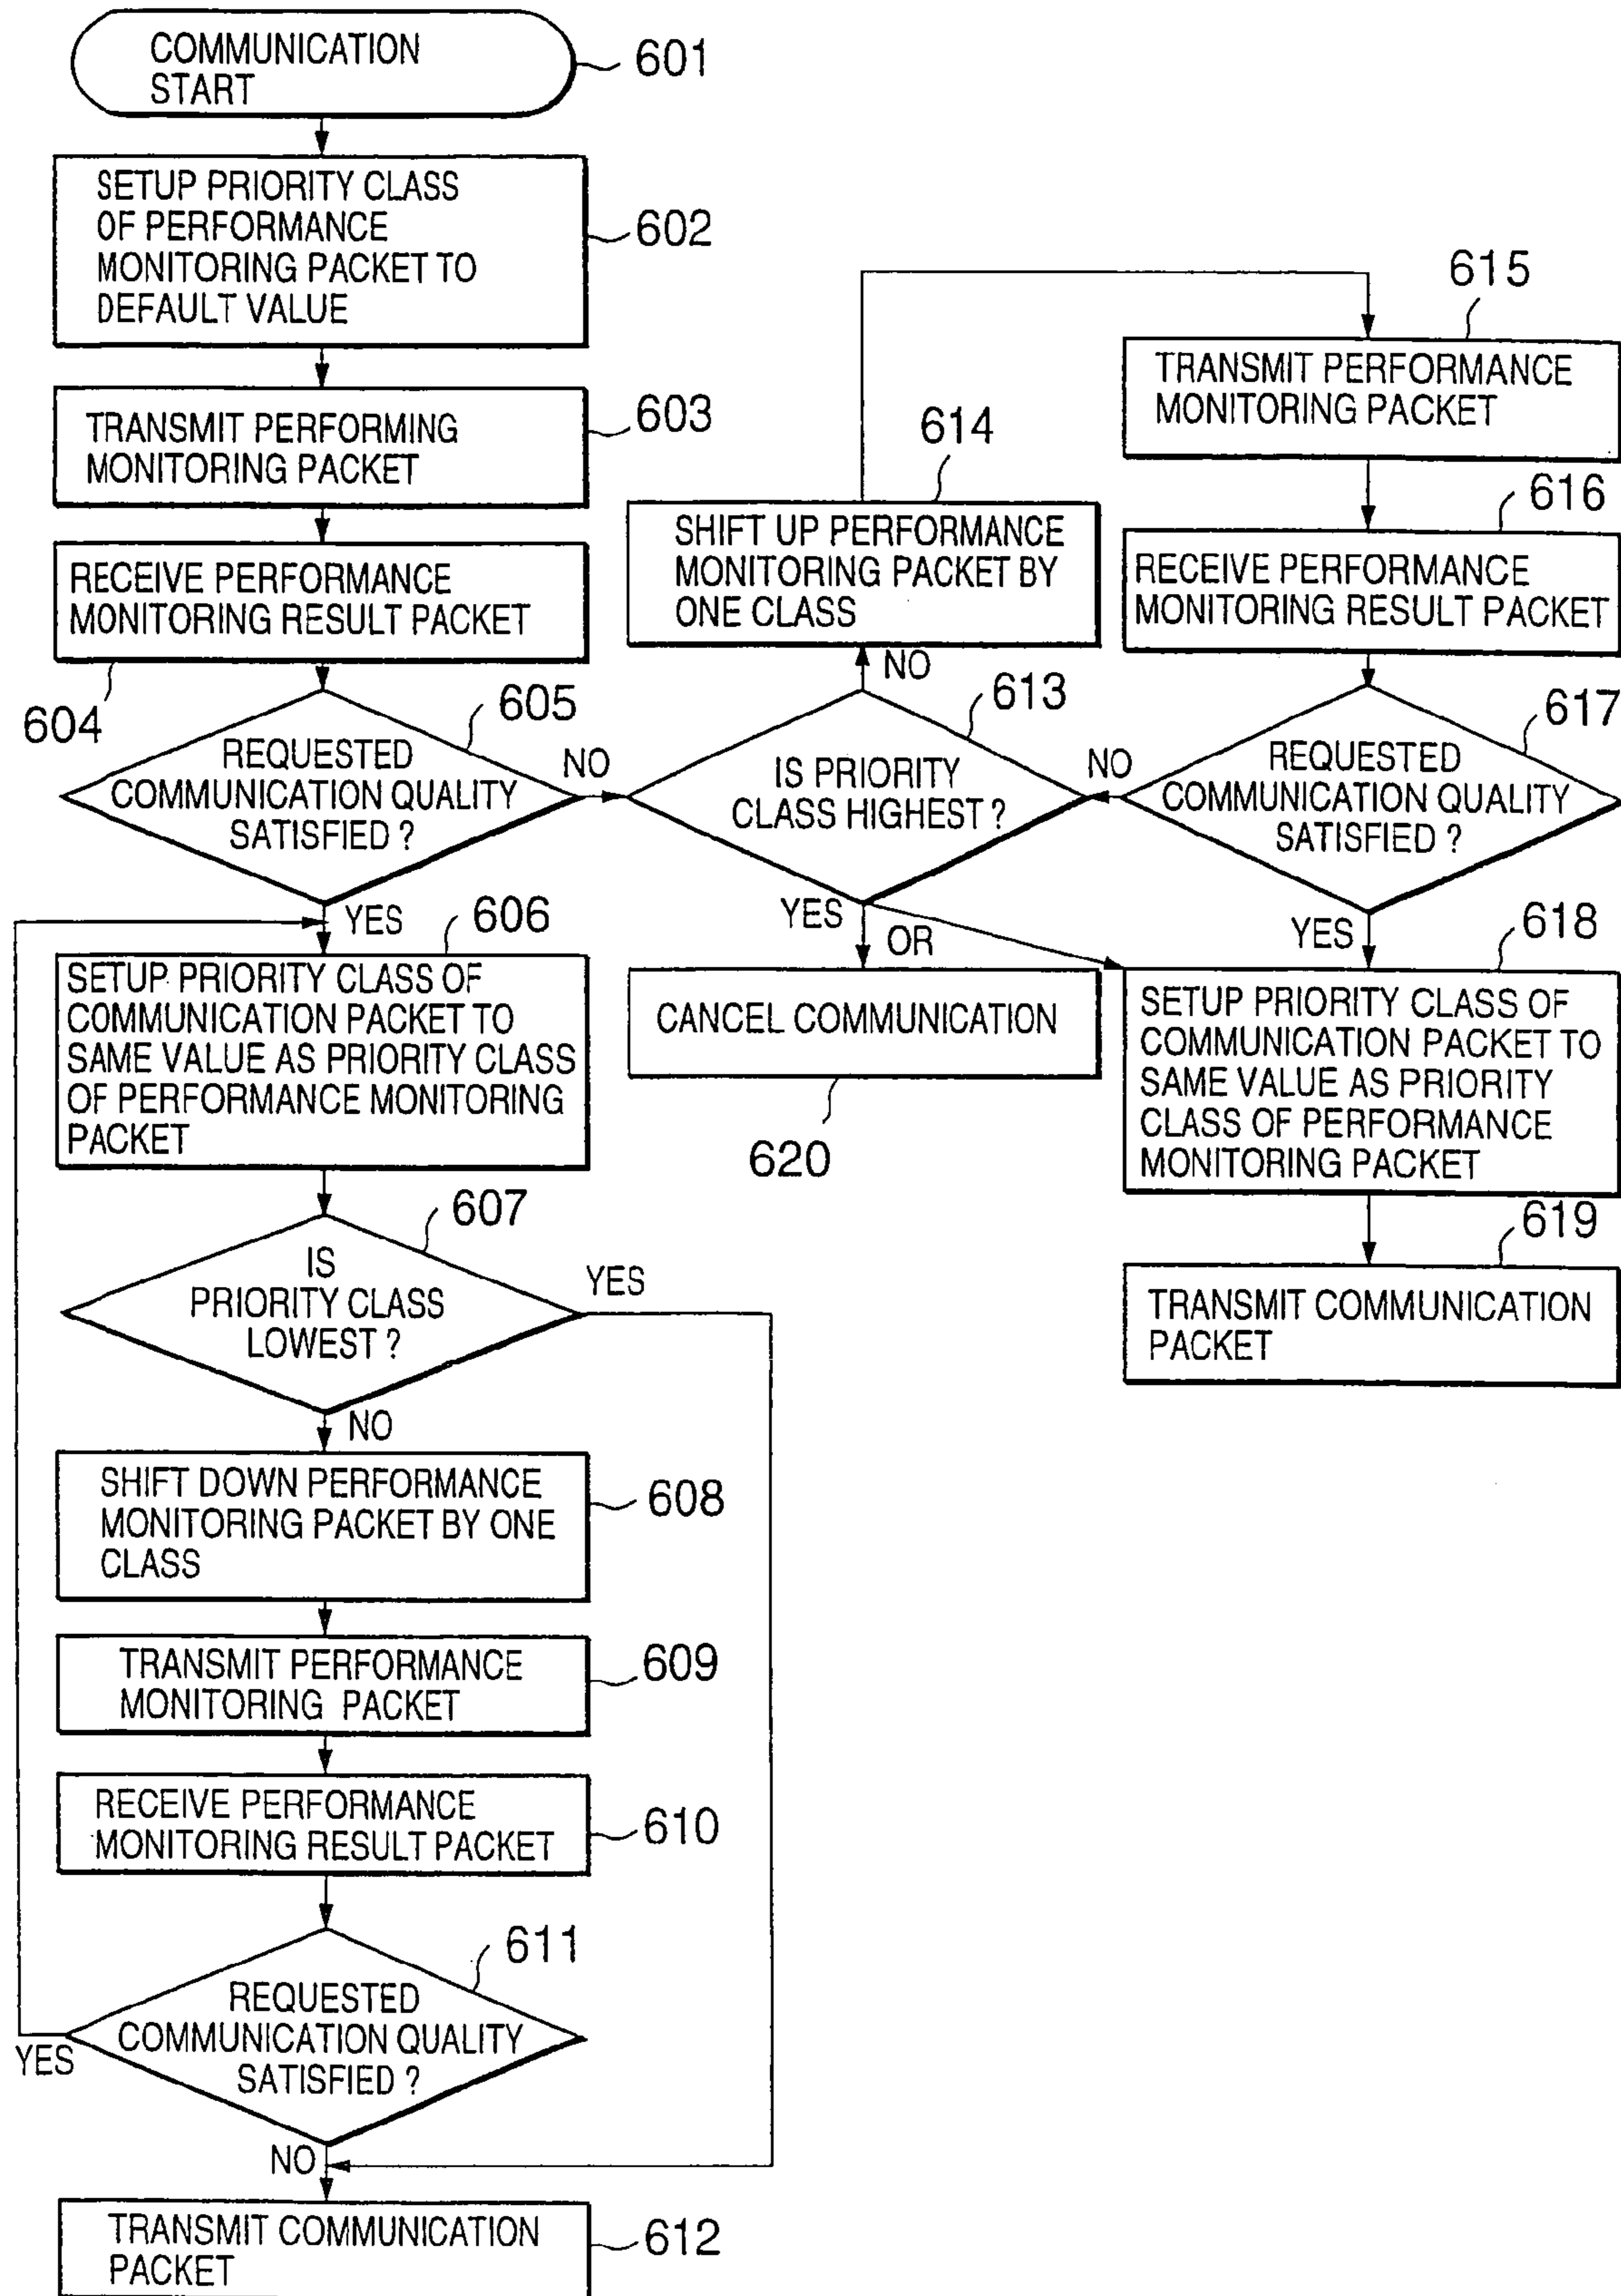 COMMUNICATION
START
601
SETUP PRIORITY CLASS
OF PERFORMANCE
MONITORING PACKET TO
DEFAULT VALUE
602
TRANSMIT PERFORMING
MONITORING PACKET
603
RECEIVE PERFORMANCE
MONITORING RESULT PACKET
604
REQUESTED
COMMUNICATION QUALITY
SATISFIED ?
605
NO
YES
SETUP PRIORITY CLASS OF
COMMUNICATION PACKET TO
SAME VALUE AS PRIORITY CLASS
OF PERFORMANCE MONITORING
PACKET
606
IS
PRIORITY CLASS
LOWEST ?
607
YES
NO
SHIFT DOWN PERFORMANCE
MONITORING PACKET BY ONE
CLASS
608
TRANSMIT PERFORMANCE
MONITORING PACKET
609
RECEIVE PERFORMANCE
MONITORING RESULT PACKET
610
REQUESTED
COMMUNICATION QUALITY
SATISFIED ?
611
YES
NO
TRANSMIT COMMUNICATION
PACKET
612
IS PRIORITY
CLASS HIGHEST ?
613
NO
SHIFT UP PERFORMANCE
MONITORING PACKET BY
ONE CLASS
614
YES
OR
CANCEL COMMUNICATION
620
TRANSMIT PERFORMANCE
MONITORING PACKET
615
RECEIVE PERFORMANCE
MONITORING RESULT PACKET
616
REQUESTED
COMMUNICATION QUALITY
SATISFIED ?
617
NO
YES
SETUP PRIORITY CLASS OF
COMMUNICATION PACKET TO
SAME VALUE AS PRIORITY
CLASS OF PERFORMANCE
MONITORING PACKET
618
TRANSMIT COMMUNICATION
PACKET
619